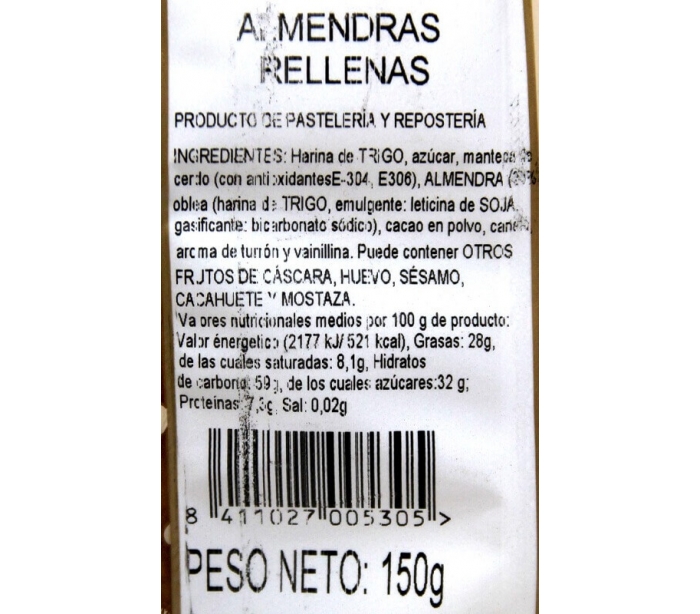 ALMENDRAS
RELLENAS
PRODUCTO DE PASTELERÍA Y REPOSTERÍA
INGREDIENTES: Harina de TRIGO, azúcar, manteca de
cerdo (con antioxidantesE-304, E306), ALMENDRA
oblea (harina de TRIGO, emulgente: leticina de SOJA,
gasificante: bicarbonato sódico), cacao en polvo, canela,
aroma de turrón y vainillina. Puede contener OTROS
FRUTOS DE CÁSCARA, HUEVO, SÉSAMO,
CACAHUETE Y MOSTAZA.
Valores nutricionales medios por 100 g de producto:
Valor énergetico (2177 kJ/ 521 kcal), Grasas: 28g,
de las cuales saturadas: 8,1g, Hidratos
de carbono: 59g, de los cuales azúcares:32 g;
Proteinas: 7,3g, Sal: 0,02g
8 411027 005305 >
PESO NETO: 150g